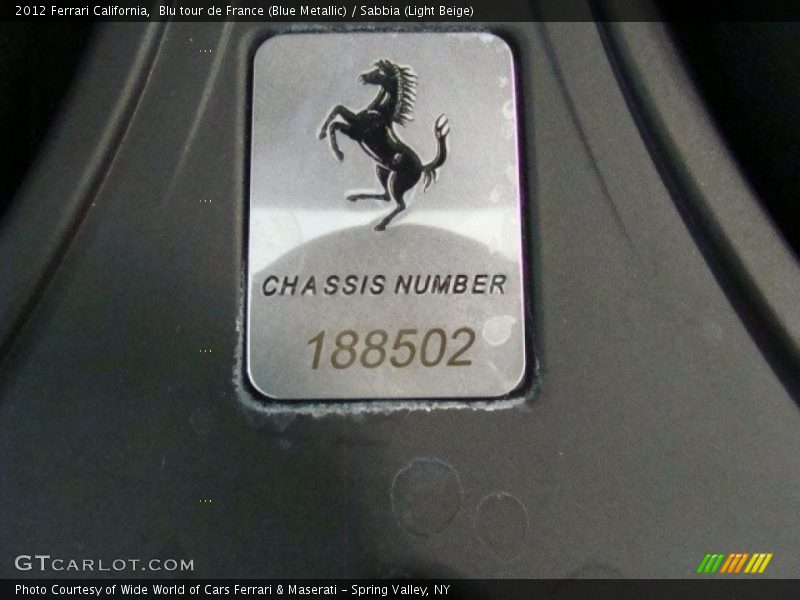 2012 Ferrari California,  Blu tour de France (Blue Metallic) / Sabbia (Light Beige)
CHASSIS NUMBER
188502
GTCARLOT.COM
Photo Courtesy of Wide World of Cars Ferrari & Maserati - Spring Valley, NY